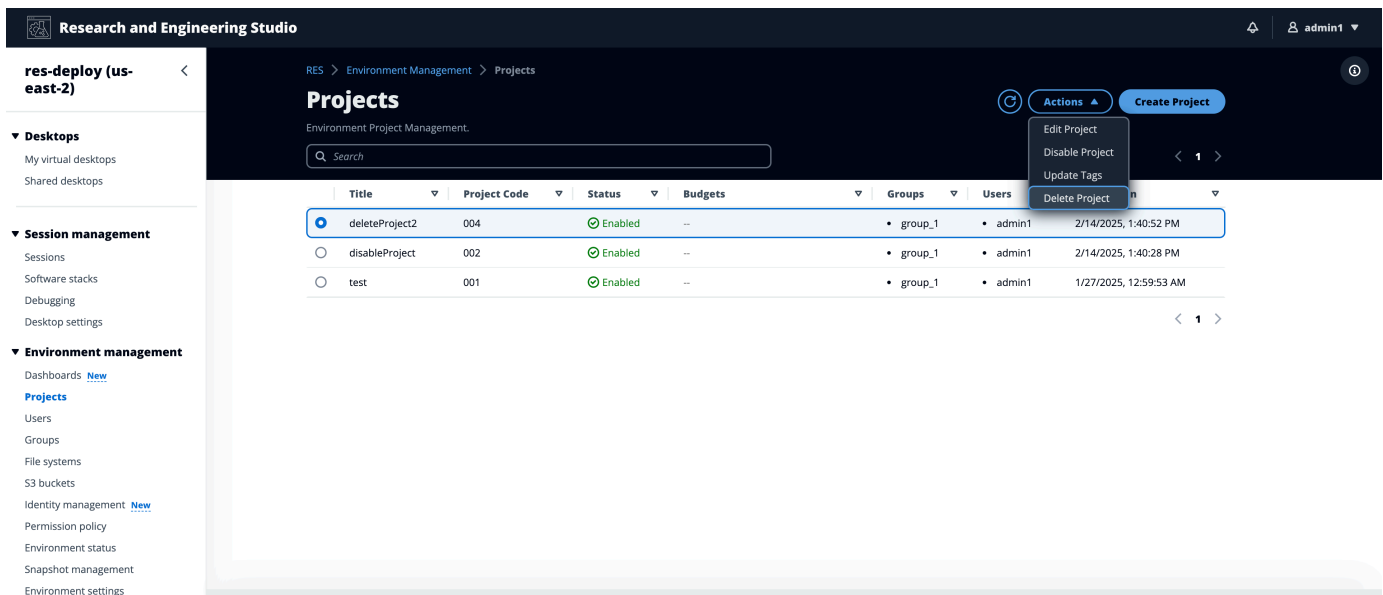 Research and Engineering Studio
admin1
res-deploy (us-
east-2)
Desktops
My virtual desktops
Shared desktops
Session management
Sessions
Software stacks
Debugging
Desktop settings
Environment management
Dashboards New
Projects
Users
Groups
File systems
S3 buckets
Identity management New
Permission policy
Environment status
Snapshot management
Environment settings
RES > Environment Management > Projects
Projects
Actions
Create Project
Environment Project Management.
Edit Project
Disable Project
Update Tags
Delete Project
Search
< 1 >
Title Project Code Status Budgets Groups Users n
deleteProject2 004 Enabled -- • group_1 • admin1 2/14/2025, 1:40:52 PM
disableProject 002 Enabled -- • group_1 • admin1 2/14/2025, 1:40:28 PM
test 001 Enabled -- • group_1 • admin1 1/27/2025, 12:59:53 AM
< 1 >